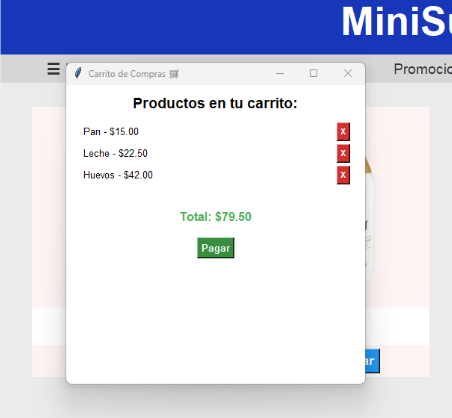 MiniSu
☰
Promocio
Carrito de Compras 🛒
Productos en tu carrito:
Pan - $15.00 X
Leche - $22.50 X
Huevos - $42.00 X
Total: $79.50
Pagar
ar